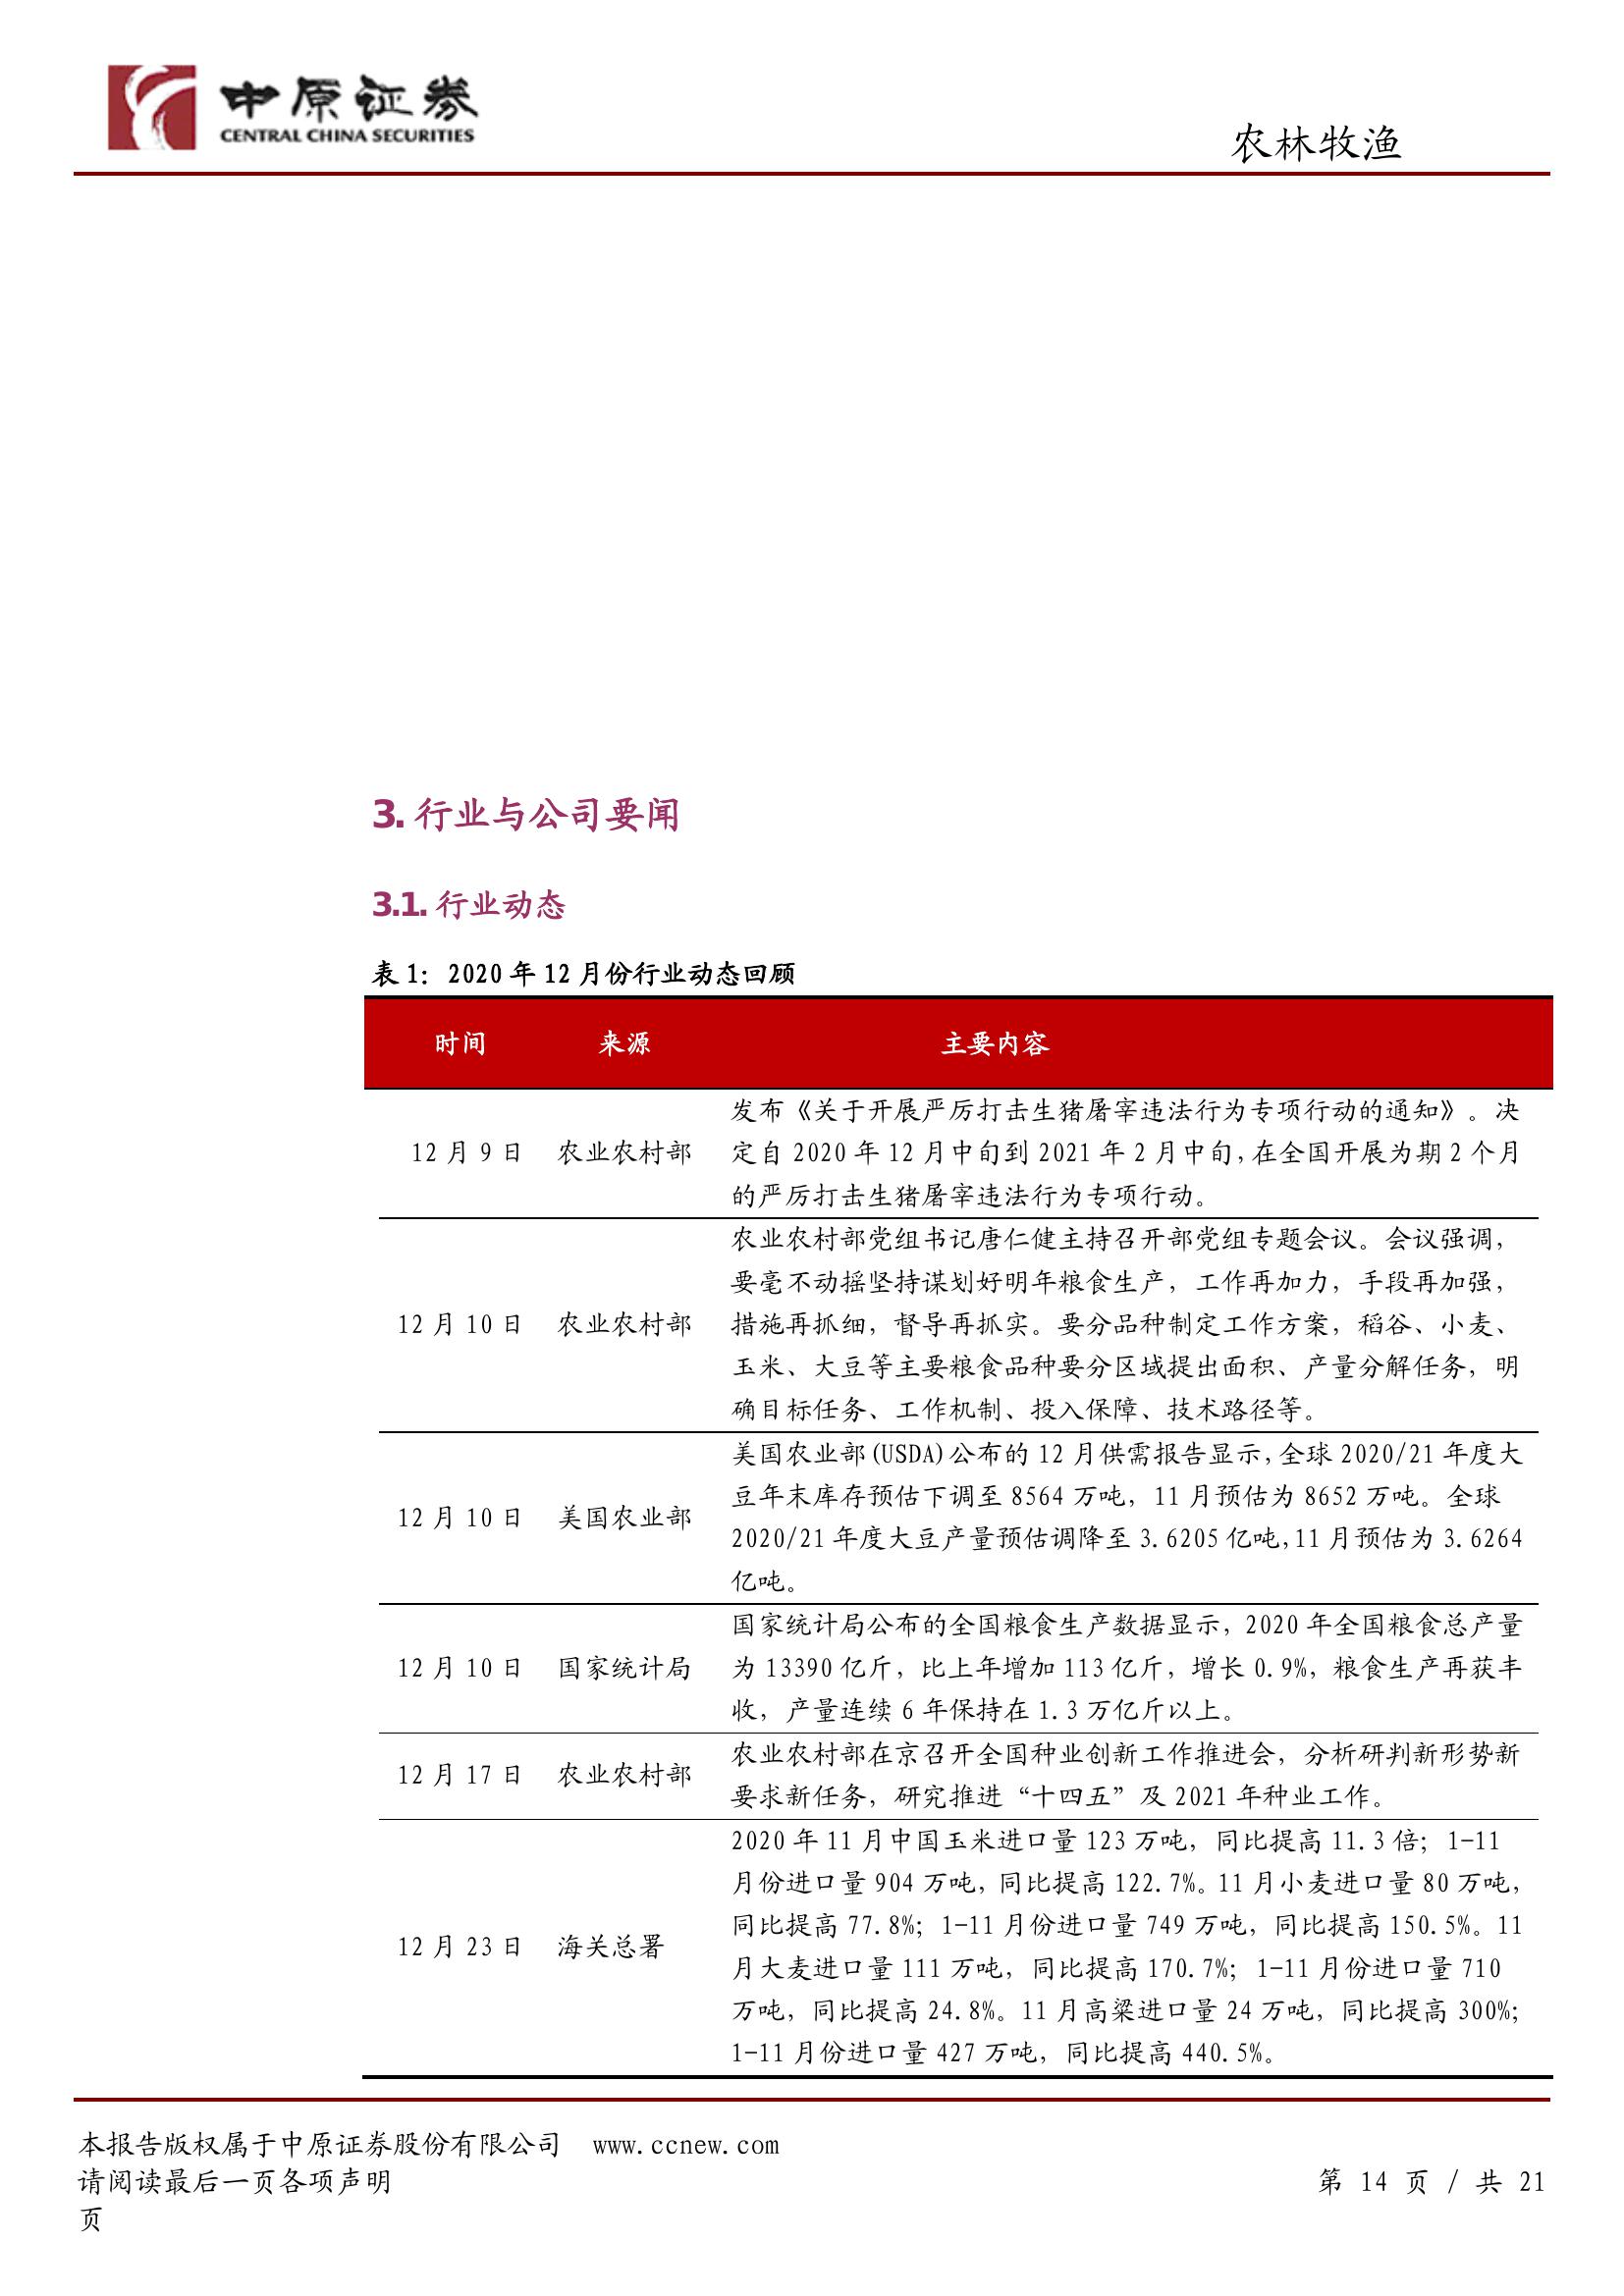 中原证券
CENTRAL CHINA SECURITIES
农林牧渔
3. 行业与公司要闻
3.1. 行业动态
表 1：2020 年 12 月份行业动态回顾
时间 来源 主要内容
12 月 9 日 农业农村部
发布《关于开展严厉打击生猪屠宰违法行为专项行动的通知》。决
定自 2020 年 12 月中旬到 2021 年 2 月中旬,在全国开展为期 2 个月
的严厉打击生猪屠宰违法行为专项行动。
12 月 10 日 农业农村部
农业农村部党组书记唐仁健主持召开部党组专题会议。会议强调，
要毫不动摇坚持谋划好明年粮食生产，工作再加力，手段再加强，
措施再抓细，督导再抓实。要分品种制定工作方案，稻谷、小麦、
玉米、大豆等主要粮食品种要分区域提出面积、产量分解任务，明
确目标任务、工作机制、投入保障、技术路径等。
12 月 10 日 美国农业部
美国农业部(USDA)公布的 12 月供需报告显示,全球 2020/21 年度大
豆年末库存预估下调至 8564 万吨，11 月预估为 8652 万吨。全球
2020/21 年度大豆产量预估调降至 3.6205 亿吨,11 月预估为 3.6264
亿吨。
12 月 10 日 国家统计局
国家统计局公布的全国粮食生产数据显示，2020 年全国粮食总产量
为 13390 亿斤，比上年增加 113 亿斤，增长 0.9%，粮食生产再获丰
收，产量连续 6 年保持在 1.3 万亿斤以上。
12 月 17 日 农业农村部
农业农村部在京召开全国种业创新工作推进会，分析研判新形势新
要求新任务，研究推进“十四五”及 2021 年种业工作。
12 月 23 日 海关总署
2020 年 11 月中国玉米进口量 123 万吨，同比提高 11.3 倍；1-11
月份进口量 904 万吨，同比提高 122.7%。11 月小麦进口量 80 万吨，
同比提高 77.8%；1-11 月份进口量 749 万吨，同比提高 150.5%。11
月大麦进口量 111 万吨，同比提高 170.7%；1-11 月份进口量 710
万吨，同比提高 24.8%。11 月高粱进口量 24 万吨，同比提高 300%；
1-11 月份进口量 427 万吨，同比提高 440.5%。
本报告版权属于中原证券股份有限公司 www.ccnew.com
请阅读最后一页各项声明 第 14 页 / 共 21
页